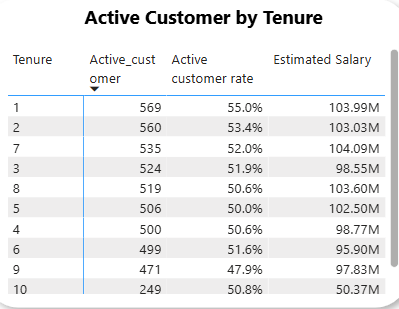 Active Customer by Tenure
Tenure Active_cust Active Estimated Salary
omer customer rate
1 569 55.0% 103.99M
2 560 53.4% 103.03M
7 535 52.0% 104.09M
3 524 51.9% 98.55M
8 519 50.6% 103.60M
5 506 50.0% 102.50M
4 500 50.6% 98.77M
6 499 51.6% 95.90M
9 471 47.9% 97.83M
10 249 50.8% 50.37M